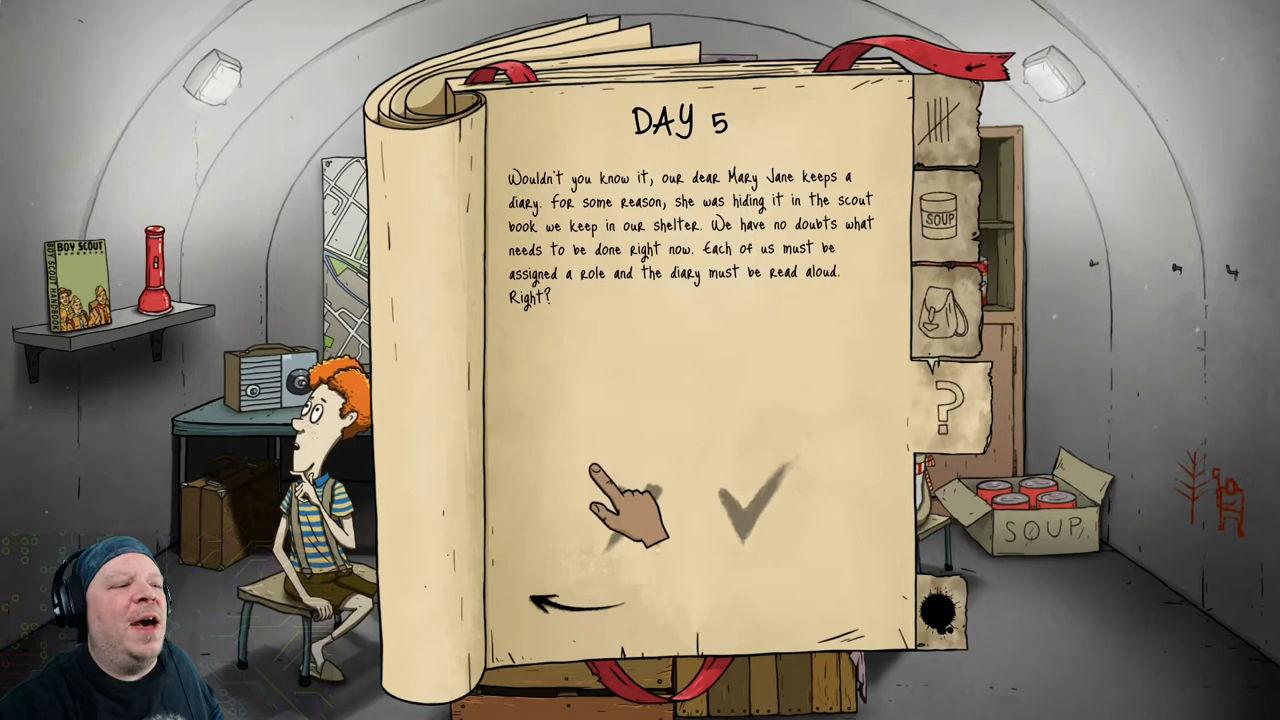 DAY 5
Wouldn't you know it, our dear Mary Jane keeps a
diary. For some reason, she was hiding it in the scout
book we keep in our shelter. We have no doubts what
needs to be done right now. Each of us must be
assigned a role and the diary must be read aloud.
Right?
SOUP
BOY SCOUT
BOY SCOUT HANDBOOK
SOUP